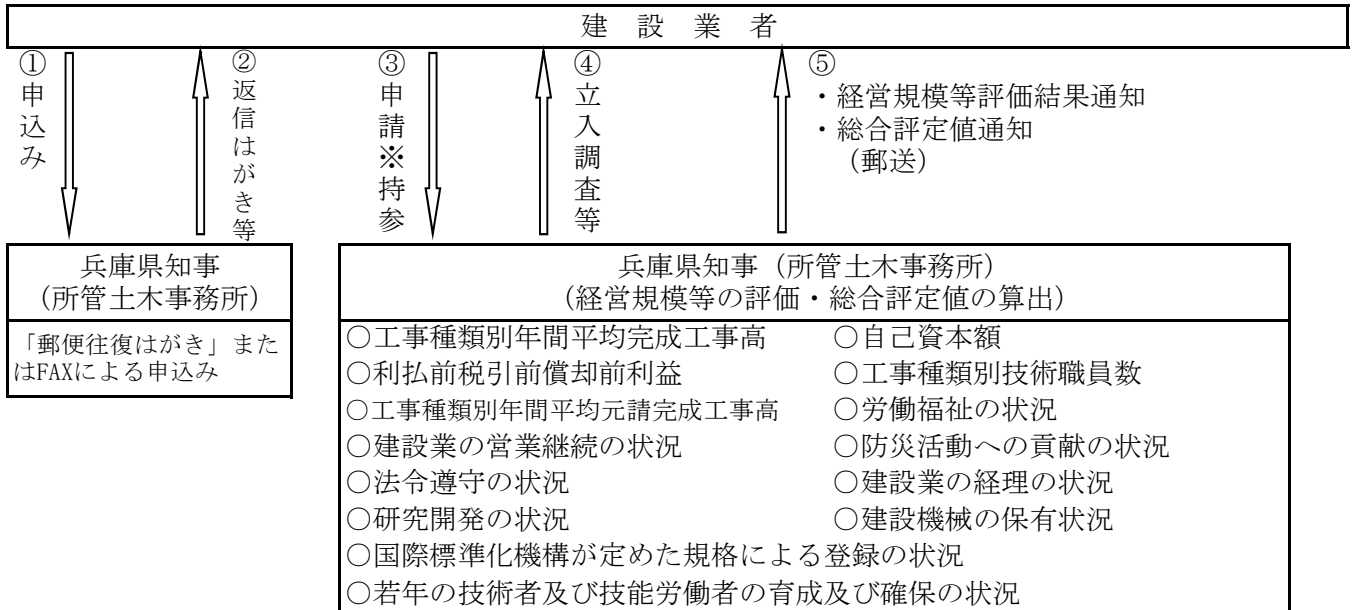 建 設 業 者
①申込み
②返信はがき等
③申請※持参
④立入調査等
⑤
・経営規模等評価結果通知
・総合評定値通知
（郵送）
兵庫県知事
（所管土木事務所）
「郵便往復はがき」また
はFAXによる申込み
兵庫県知事（所管土木事務所）
（経営規模等の評価・総合評定値の算出）
○工事種類別年間平均完成工事高 ○自己資本額
○利払前税引前償却前利益 ○工事種類別技術職員数
○工事種類別年間平均元請完成工事高 ○労働福祉の状況
○建設業の営業継続の状況 ○防災活動への貢献の状況
○法令遵守の状況 ○建設業の経理の状況
○研究開発の状況 ○建設機械の保有状況
○国際標準化機構が定めた規格による登録の状況
○若年の技術者及び技能労働者の育成及び確保の状況